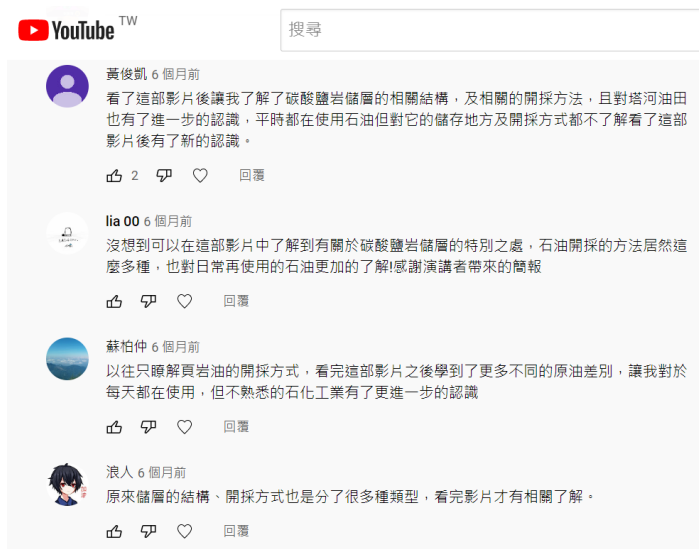 YouTube TW
搜尋
黃俊凱 6 個月前
看了這部影片後讓我了解了碳酸鹽岩儲層的相關結構，及相關的開採方法，且對塔河油田
也有了進一步的認識，平時都在使用石油但對它的儲存地方及開採方式都不了解看了這部
影片後有了新的認識。
2 回覆
lia 00 6 個月前
沒想到可以在這部影片中了解到有關於碳酸鹽岩儲層的特別之處，石油開採的方法居然這
麼多種，也對日常再使用的石油更加的了解!感謝演講者帶來的簡報
回覆
蘇柏仲 6 個月前
以往只瞭解頁岩油的開採方式，看完這部影片之後學到了更多不同的原油差別，讓我對於
每天都在使用，但不熟悉的石化工業有了更進一步的認識
回覆
浪人 6 個月前
原來儲層的結構、開採方式也是分了很多種類型，看完影片才有相關了解。
回覆